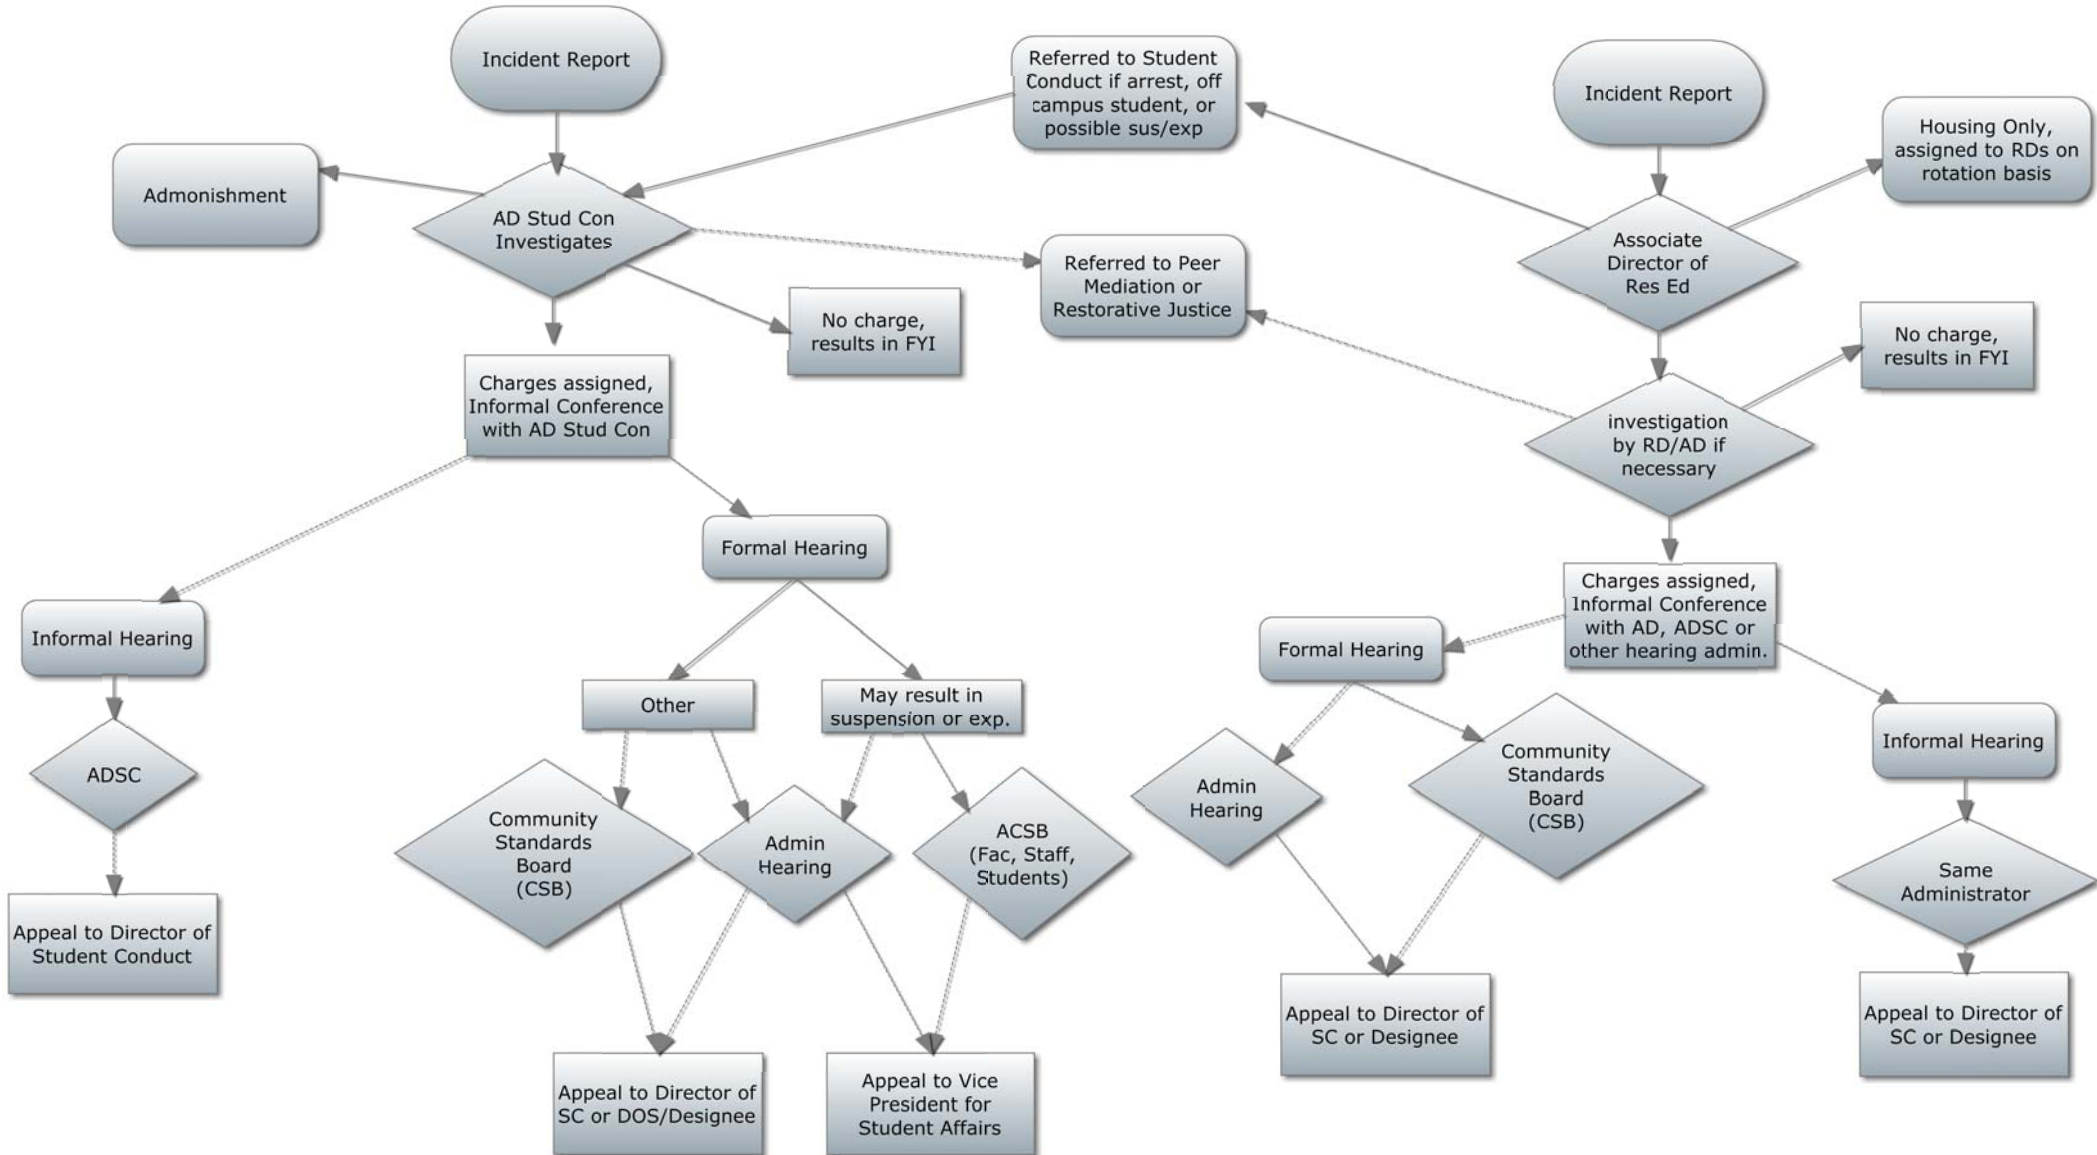 Incident Report
Referred to Student
Conduct if arrest, off
campus student, or
possible sus/exp
Incident Report
Housing Only,
assigned to RDs on
rotation basis
Admonishment
AD Stud Con
Investigates
Referred to Peer
Mediation or
Restorative Justice
Associate
Director of
Res Ed
No charge,
results in FYI
No charge,
results in FYI
Charges assigned,
Informal Conference
with AD Stud Con
investigation
by RD/AD if
necessary
Formal Hearing
Informal Hearing
Charges assigned,
Informal Conference
with AD, ADSC or
other hearing admin.
Formal Hearing
Other
May result in
suspension or exp.
Informal Hearing
ADSC
Community
Standards
Board
(CSB)
Admin
Hearing
ACSB
(Fac, Staff,
Students)
Admin
Hearing
Community
Standards
Board
(CSB)
Same
Administrator
Appeal to Director of
Student Conduct
Appeal to Director of
SC or DOS/Designee
Appeal to Vice
President for
Student Affairs
Appeal to Director of
SC or Designee
Appeal to Director of
SC or Designee